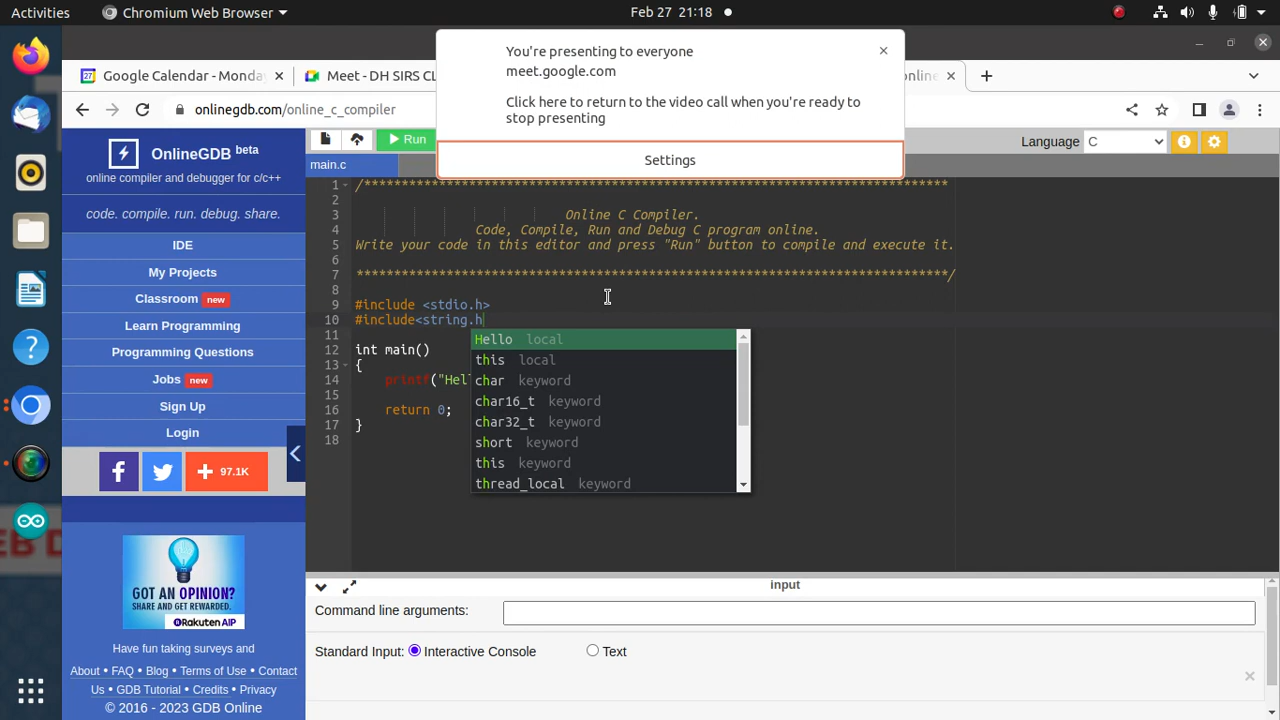 Activities
Chromium Web Browser
Feb 27 21:18
27 Google Calendar - Monda
Meet - DH SIRS CL
online
onlinegdb.com/online_c_compiler
You're presenting to everyone
meet.google.com
Click here to return to the video call when you're ready to
stop presenting
Settings
OnlineGDB beta
online compiler and debugger for c/c++
code. compile. run. debug. share.
IDE
My Projects
Classroom new
Learn Programming
Programming Questions
Jobs new
Sign Up
Login
97.1K
GOT AN OPINION?
SHARE AND GET REWARDED.
Rakuten AIP
Have fun taking surveys and
About • FAQ • Blog • Terms of Use • Contact
Us • GDB Tutorial • Credits • Privacy
© 2016 - 2023 GDB Online
Run
Language C
main.c
1 /******************************************************************************
2
3 Online C Compiler.
4 Code, Compile, Run and Debug C program online.
5 Write your code in this editor and press "Run" button to compile and execute it.
6
7 *******************************************************************************/
8
9 #include <stdio.h>
10 #include<string.h
11
12 int main()
13 {
14 printf("Hel
15
16 return 0;
17 }
18
Hello local
this local
char keyword
char16_t keyword
char32_t keyword
short keyword
this keyword
thread_local keyword
input
Command line arguments:
Standard Input: Interactive Console Text